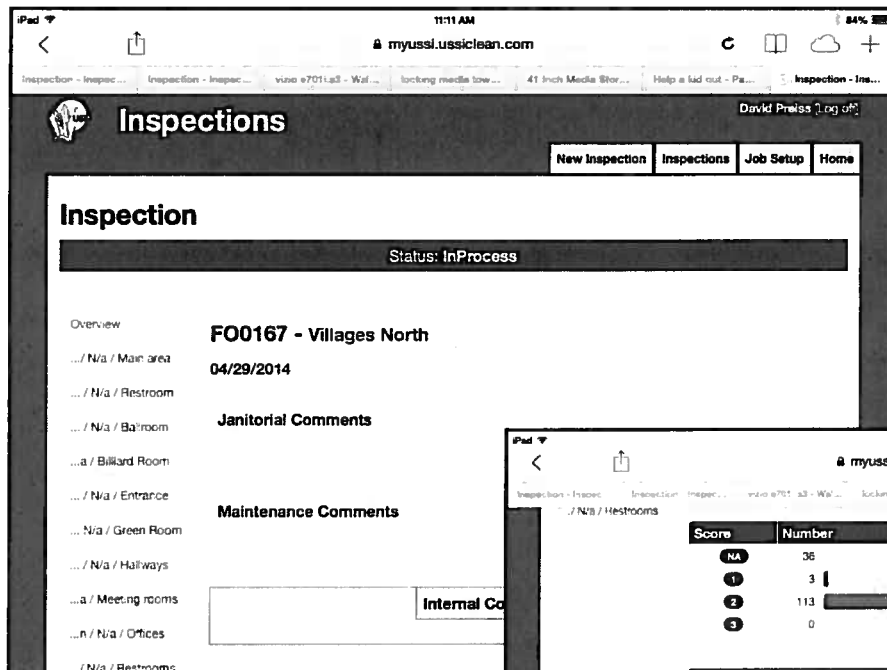 iPad 11:11 AM 84%
myussi.ussiclean.com
Inspection - Inspec... Inspection - Inspec... vizio e701i a3 - Wal... locking media tow... 41 Inch Media Stor... Help a lud out - Pa... Inspection - Ins...
Inspections
David Preiss [Log off]
New Inspection Inspections Job Setup Home
Inspection
Status: InProcess
Overview
FO0167 - Villages North
.../ N/a / Main area
04/29/2014
... / N/a / Restroom
... / N/a / Ballroom
Janitorial Comments
...a / Billiard Room
... / N/a / Entrance
Maintenance Comments
... N/a / Green Room
... / N/a / Hallways
...a / Meeting rooms
Internal Co
...n / N/a / Offices
/ N/a / Restrooms
iPad
myuss
Inspection - Inspec Inspection - Inspec... vizio e701 a3 - Wal... lockin
../ N/a / Restrooms
Score Number
NA 36
1 3
2 113
3 0